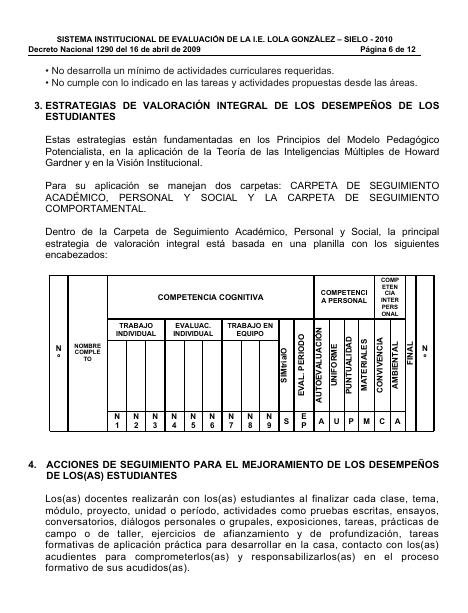 SISTEMA INSTITUCIONAL DE EVALUACIÓN DE LA I.E. LOLA GONZÀLEZ – SIELO - 2010
Decreto Nacional 1290 del 16 de abril de 2009 Página 6 de 12
• No desarrolla un mínimo de actividades curriculares requeridas.
• No cumple con lo indicado en las tareas y actividades propuestas desde las áreas.
3. ESTRATEGIAS DE VALORACIÓN INTEGRAL DE LOS DESEMPEÑOS DE LOS
ESTUDIANTES
Estas estrategias están fundamentadas en los Principios del Modelo Pedagógico
Potencialista, en la aplicación de la Teoría de las Inteligencias Múltiples de Howard
Gardner y en la Visión Institucional.
Para su aplicación se manejan dos carpetas: CARPETA DE SEGUIMIENTO
ACADÉMICO, PERSONAL Y SOCIAL Y LA CARPETA DE SEGUIMIENTO
COMPORTAMENTAL.
Dentro de la Carpeta de Seguimiento Académico, Personal y Social, la principal
estrategia de valoración integral está basada en una planilla con los siguientes
encabezados:
N
º
NOMBRE
COMPLE
TO
COMPETENCIA COGNITIVA
COMPETENCI
A PERSONAL
COMP
ETEN
CIA
INTER
PERS
ONAL
TRABAJO
INDIVIDUAL
EVALUAC.
INDIVIDUAL
TRABAJO EN
EQUIPO
SIMtrialO
EVAL. PERIODO
AUTOEVALUACIÓN
UNIFORME
PUNTUALIDAD
MATERIALES
CONVIVENCIA
AMBIENTAL
FINAL
N
º
N N N N N N N N N S E A U P M C A
1 2 3 4 5 6 7 8 9 P
4. ACCIONES DE SEGUIMIENTO PARA EL MEJORAMIENTO DE LOS DESEMPEÑOS
DE LOS(AS) ESTUDIANTES
Los(as) docentes realizarán con los(as) estudiantes al finalizar cada clase, tema,
módulo, proyecto, unidad o período, actividades como pruebas escritas, ensayos,
conversatorios, diálogos personales o grupales, exposiciones, tareas, prácticas de
campo o de taller, ejercicios de afianzamiento y de profundización, tareas
formativas de aplicación práctica para desarrollar en la casa, contacto con los(as)
acudientes para comprometerlos(as) y responsabilizarlos(as) en el proceso
formativo de sus acudidos(as).